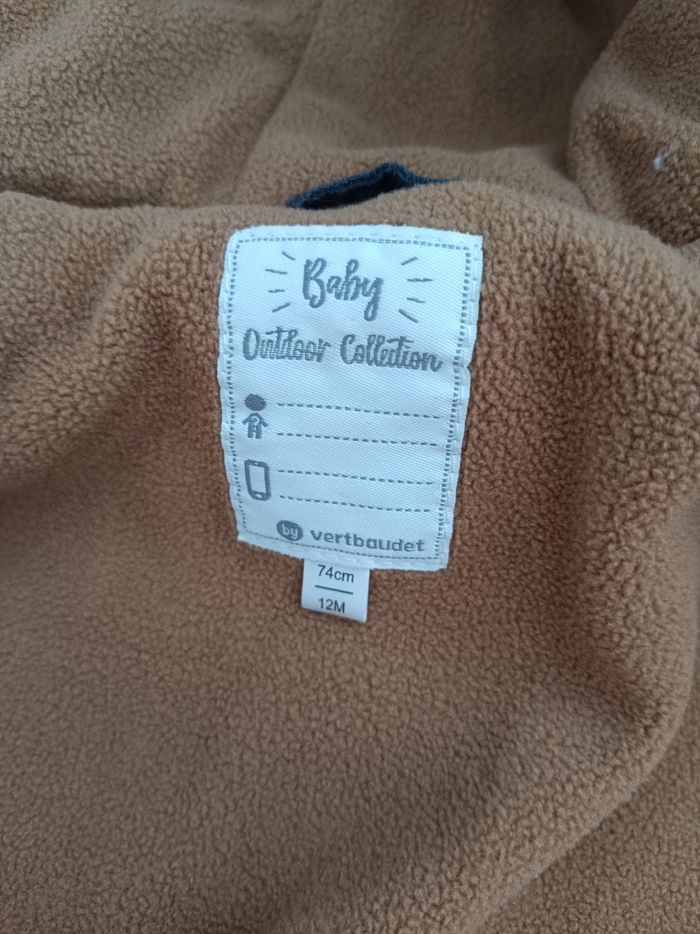 Baby
Outdoor Collection
by vertbaudet
74cm
12M